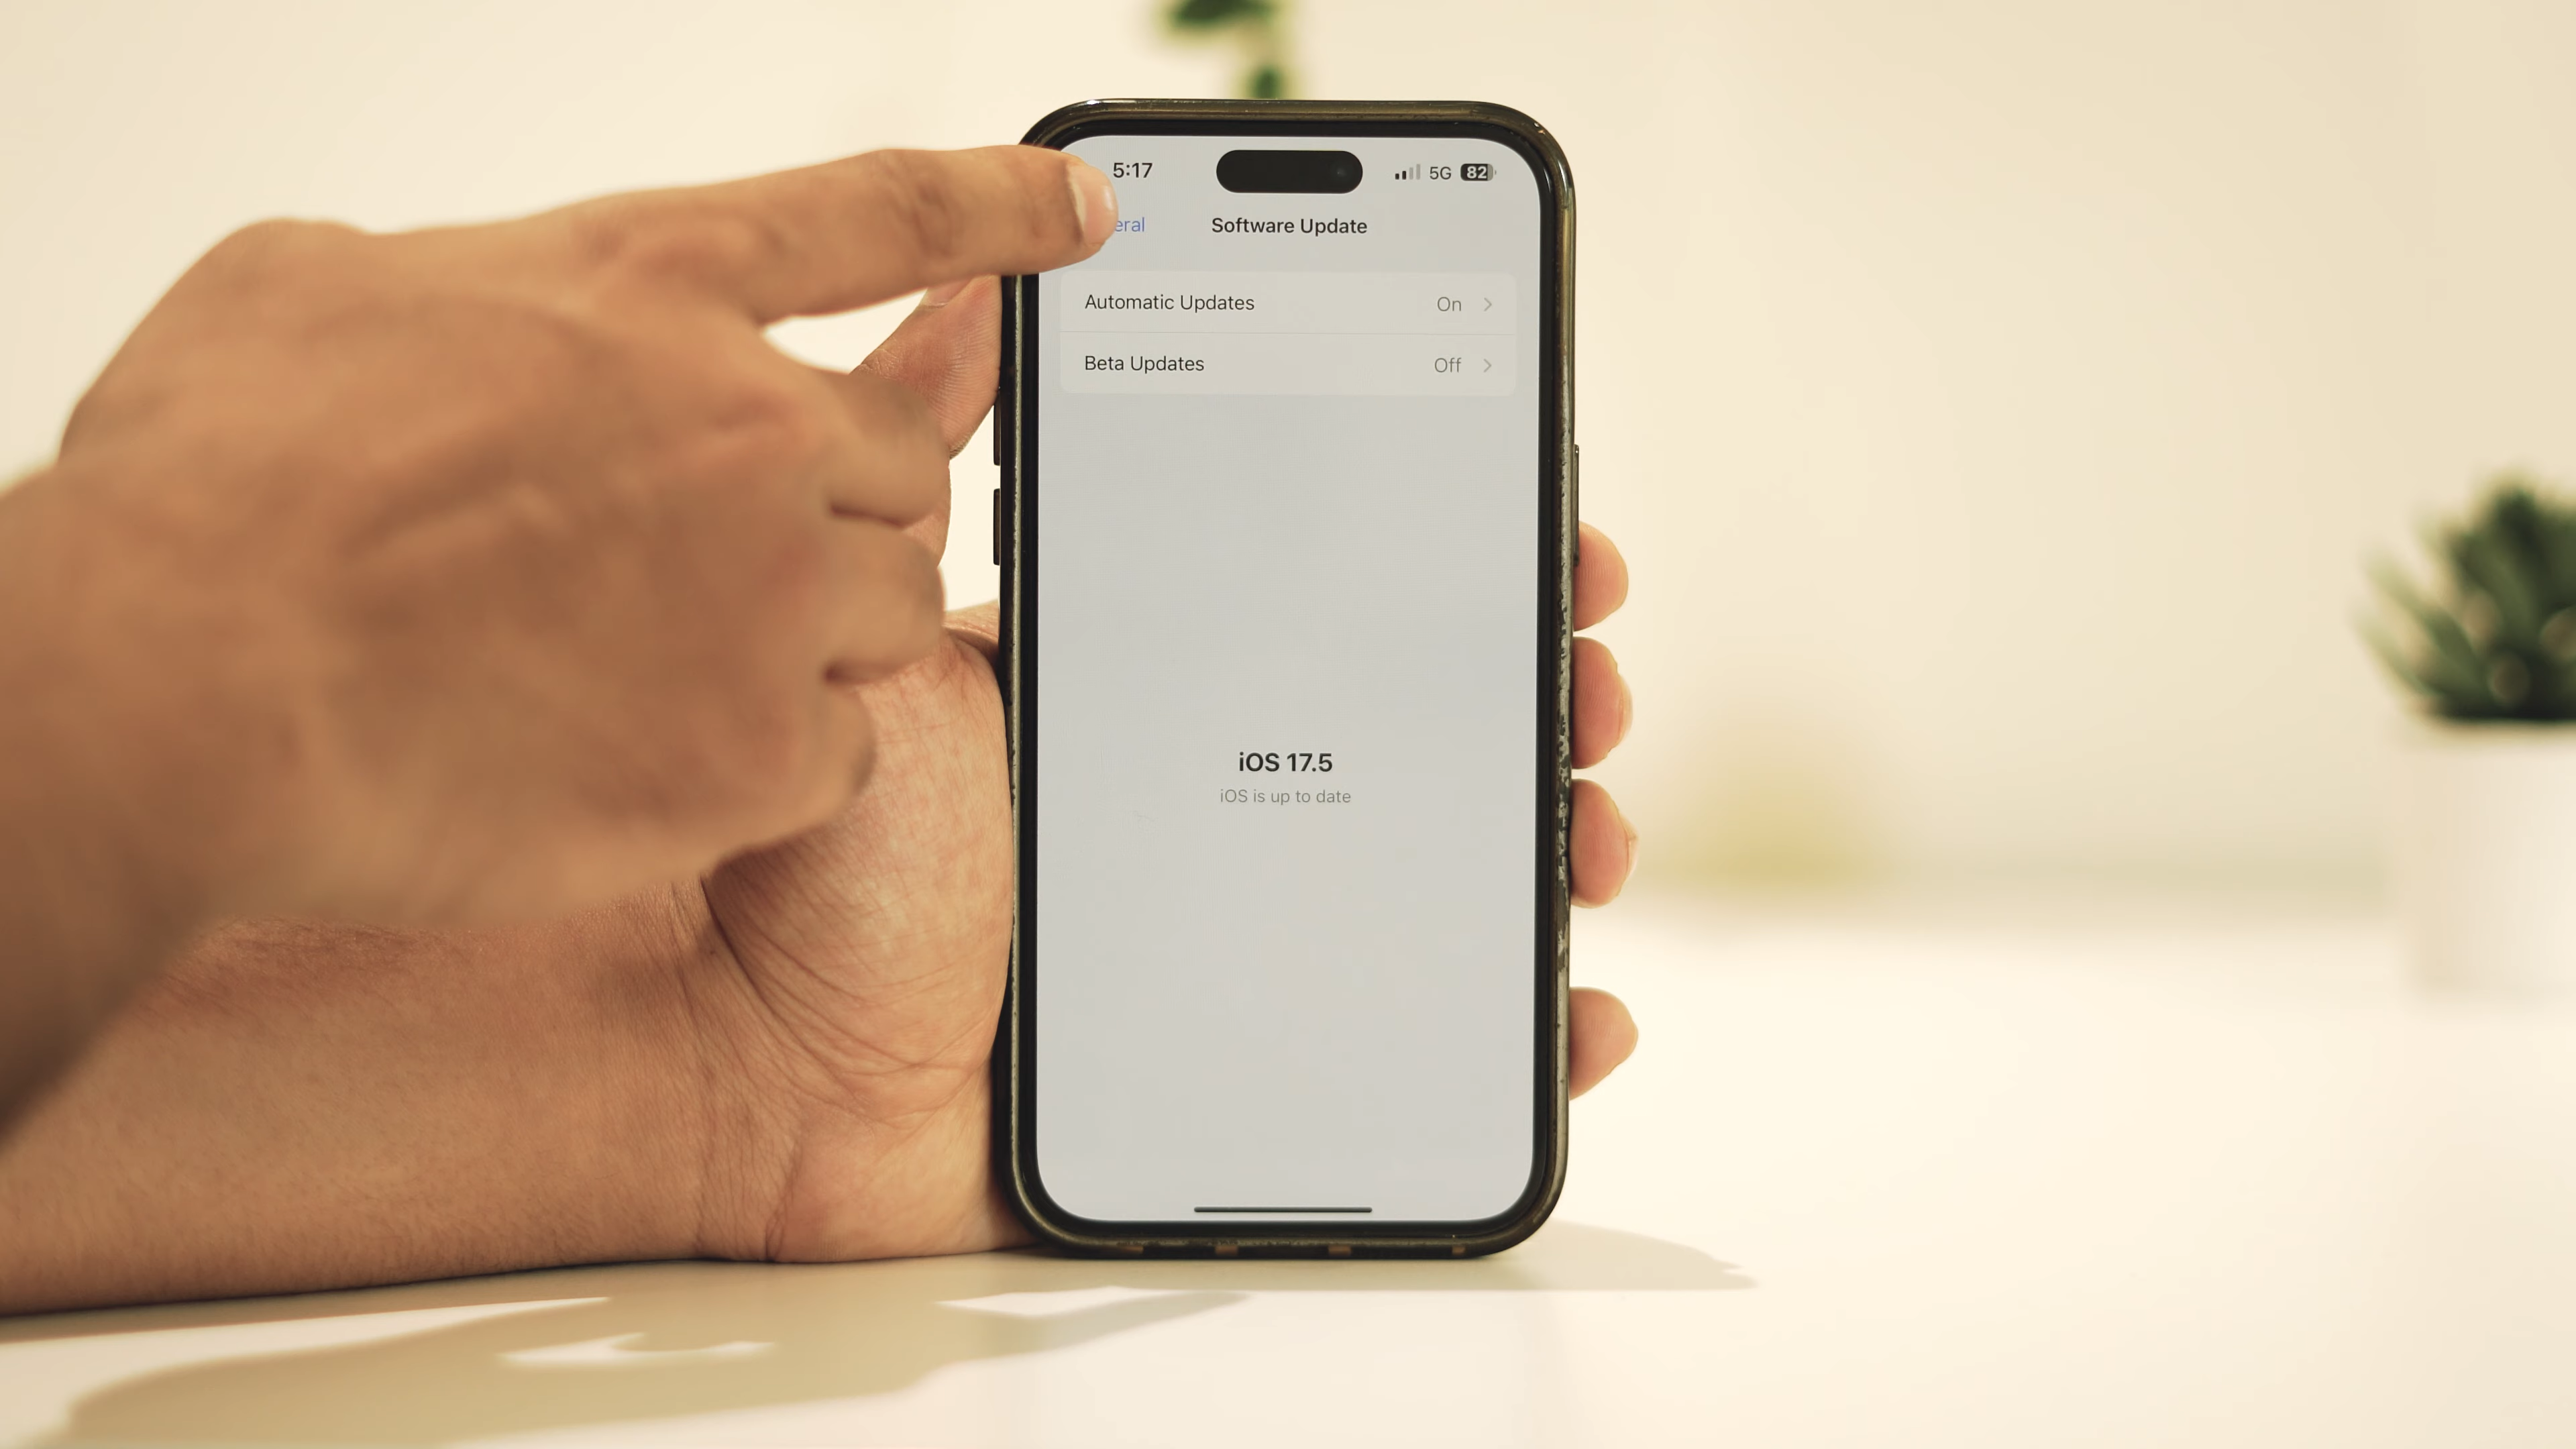 5:17 5G 82
Software Update
Automatic Updates On
Beta Updates Off
iOS 17.5
iOS is up to date